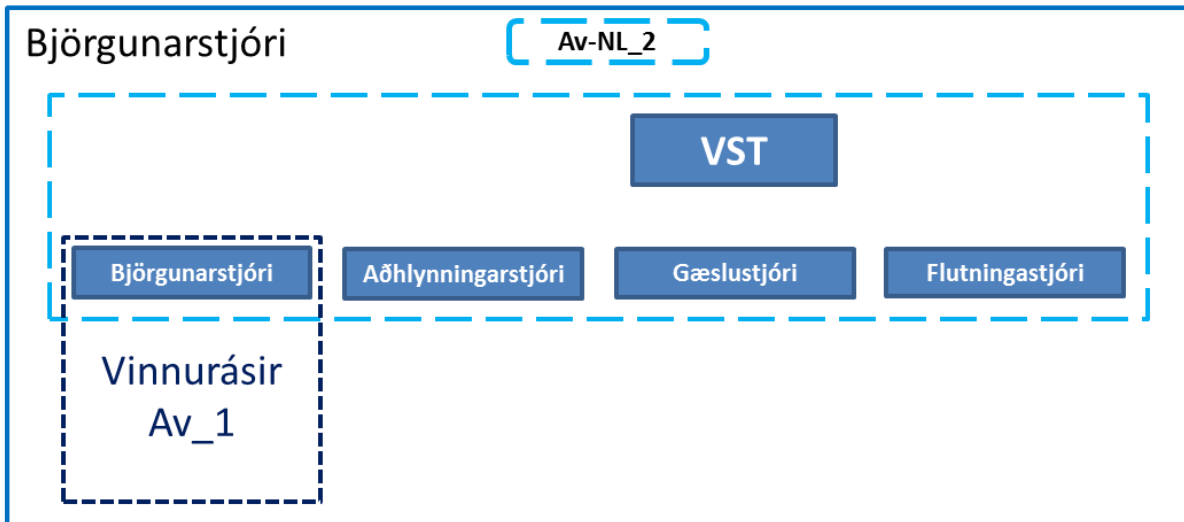 Björgunarstjóri
Av-NL_2
VST
Björgunarstjóri
Aðhlynningarstjóri
Gæslustjóri
Flutningastjóri
Vinnurásir
Av_1